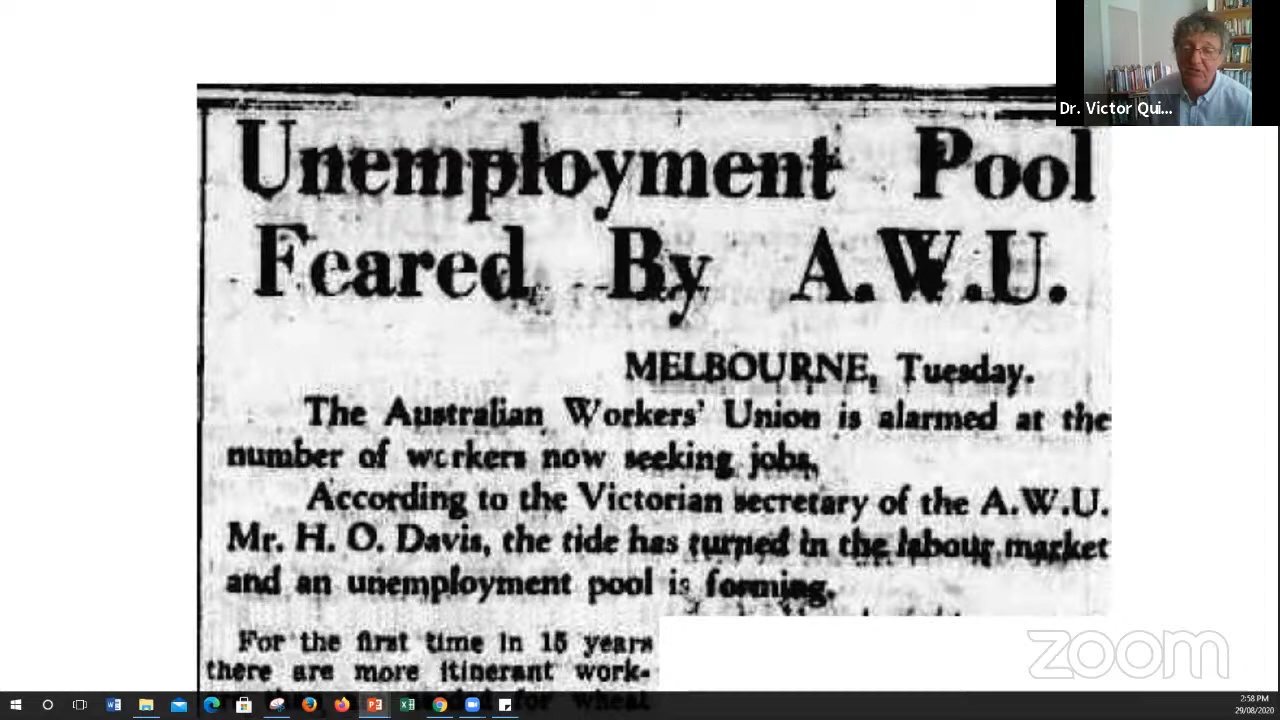 Dr. Victor Qui...
Unemployment Pool
Feared By A.W.U.
MELBOURNE, Tuesday.
The Australian Workers' Union is alarmed at the
number of workers now seeking jobs.
According to the Victorian secretary of the A.W.U.
Mr. H. O. Davis, the tide has turned in the labour market
and an unemployment pool is forming.
For the first time in 15 years
there are more itinerant work-
for wheat
zoom
2:58 PM
29/08/2020